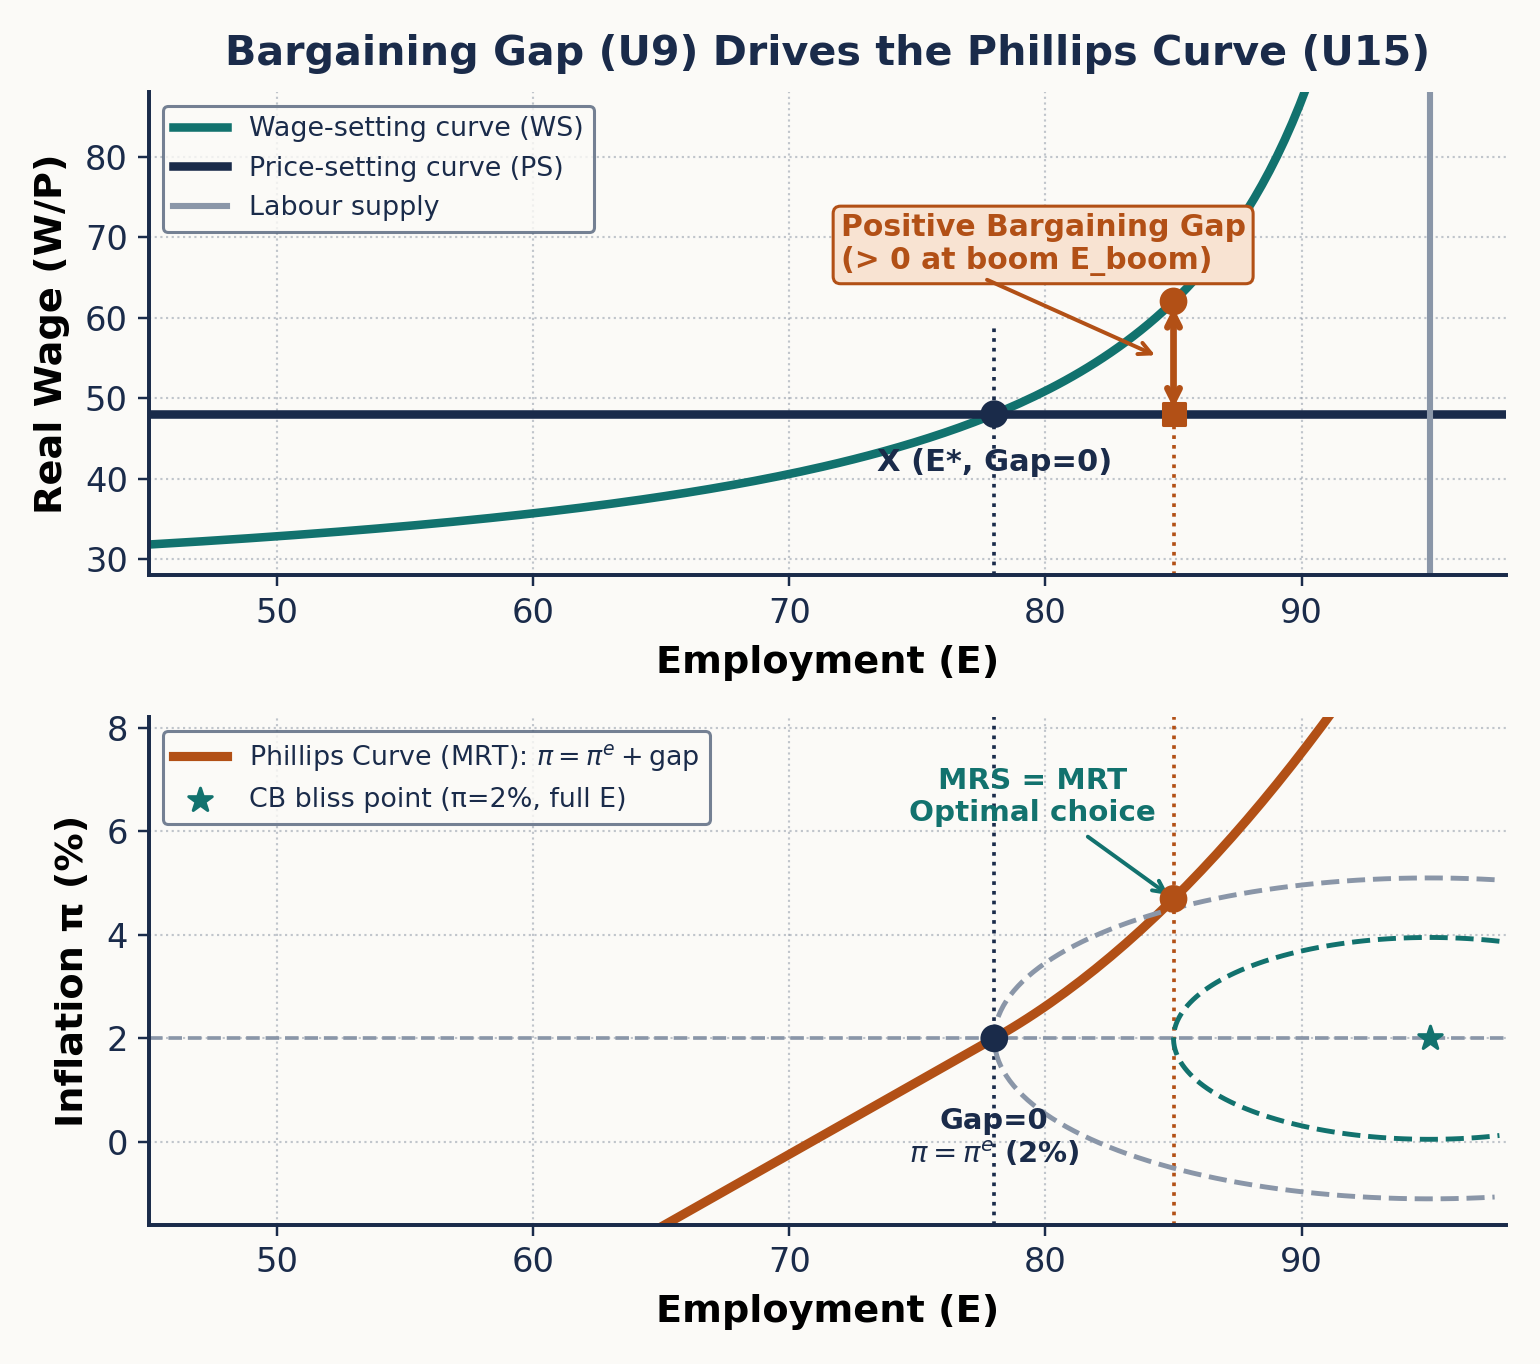 Bargaining Gap (U9) Drives the Phillips Curve (U15)
Wage-setting curve (WS)
Price-setting curve (PS)
Labour supply
Real Wage (W/P)
80
70
60
50
40
30
Positive Bargaining Gap
(> 0 at boom E_boom)
X (E*, Gap=0)
50 60 70 80 90
Employment (E)
Phillips Curve (MRT): π = πᵉ + gap
CB bliss point (π=2%, full E)
Inflation π (%)
8
6
4
2
0
MRS = MRT
Optimal choice
Gap=0
π = πᵉ (2%)
50 60 70 80 90
Employment (E)